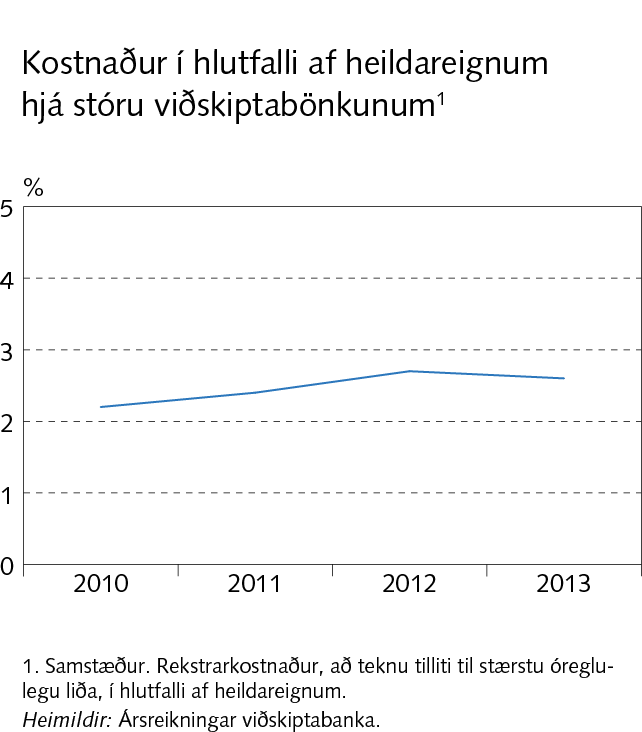 Kostnaður í hlutfalli af heildareignum
hjá stóru viðskiptabönkunum¹
%
5
4
3
2
1
0
2010 2011 2012 2013
1. Samstæður. Rekstrarkostnaður, að teknu tilliti til stærstu óreglu-
legu liða, í hlutfalli af heildareignum.
Heimildir: Ársreikningar viðskiptabanka.